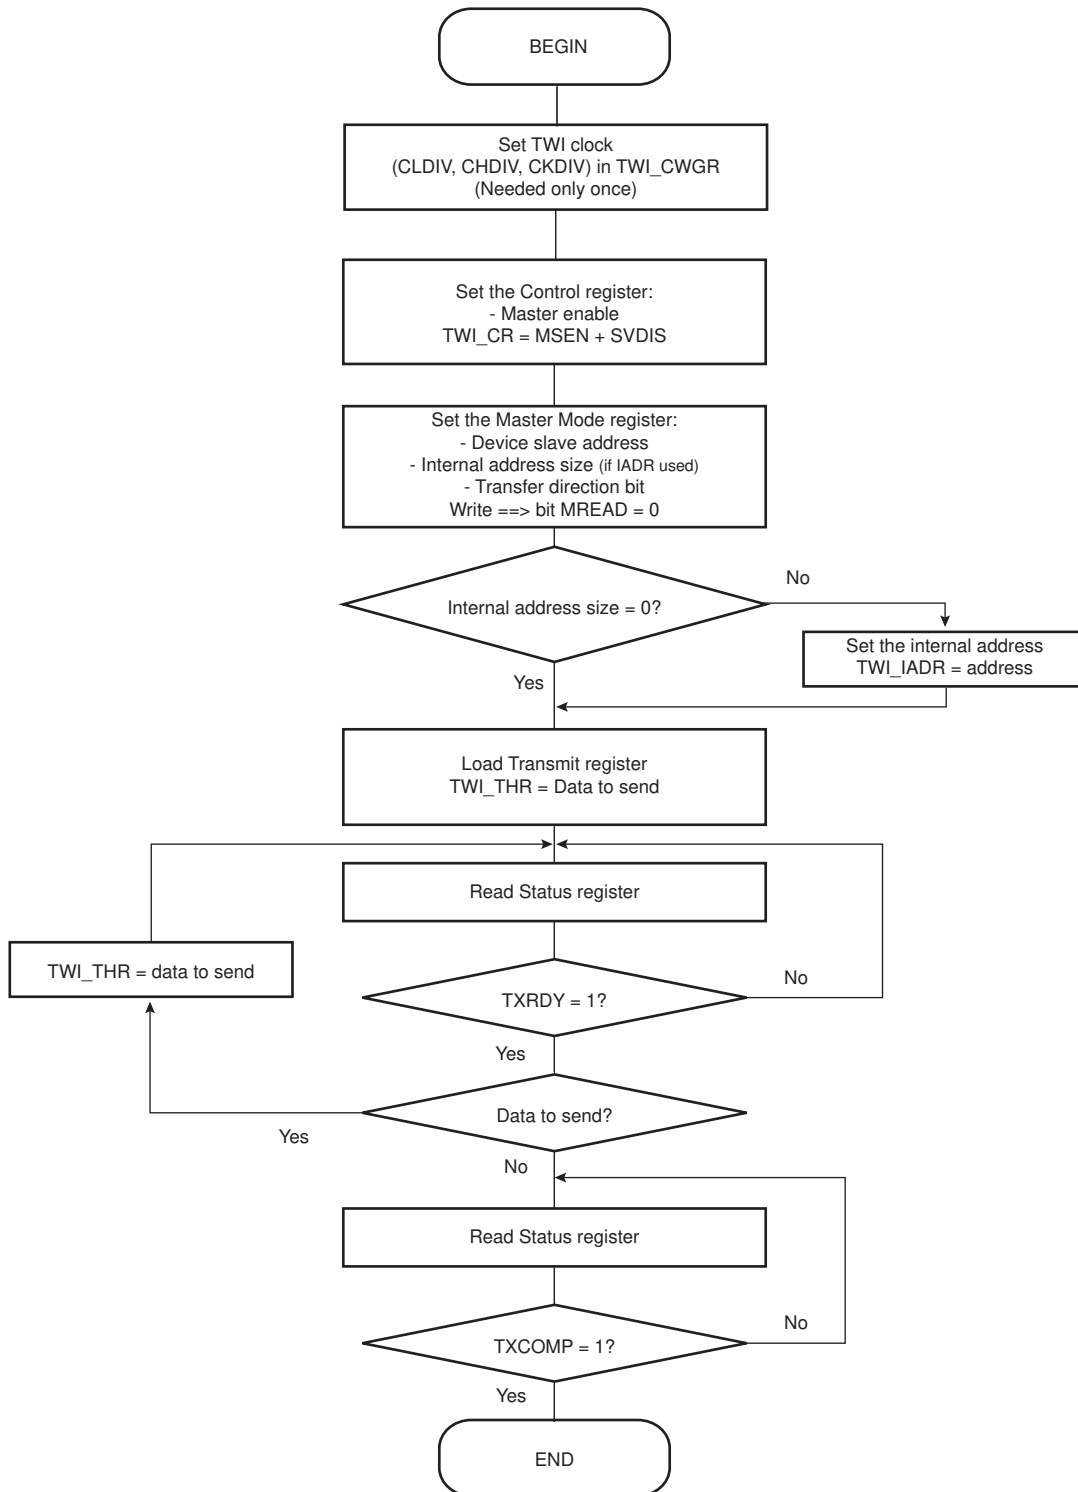 BEGIN
Set TWI clock
(CLDIV, CHDIV, CKDIV) in TWI_CWGR
(Needed only once)
Set the Control register:
- Master enable
TWI_CR = MSEN + SVDIS
Set the Master Mode register:
- Device slave address
- Internal address size (if IADR used)
- Transfer direction bit
Write ==> bit MREAD = 0
No
Internal address size = 0?
Set the internal address
TWI_IADR = address
Yes
Load Transmit register
TWI_THR = Data to send
Read Status register
TWI_THR = data to send
No
TXRDY = 1?
Yes
Data to send?
Yes
No
Read Status register
No
TXCOMP = 1?
Yes
END